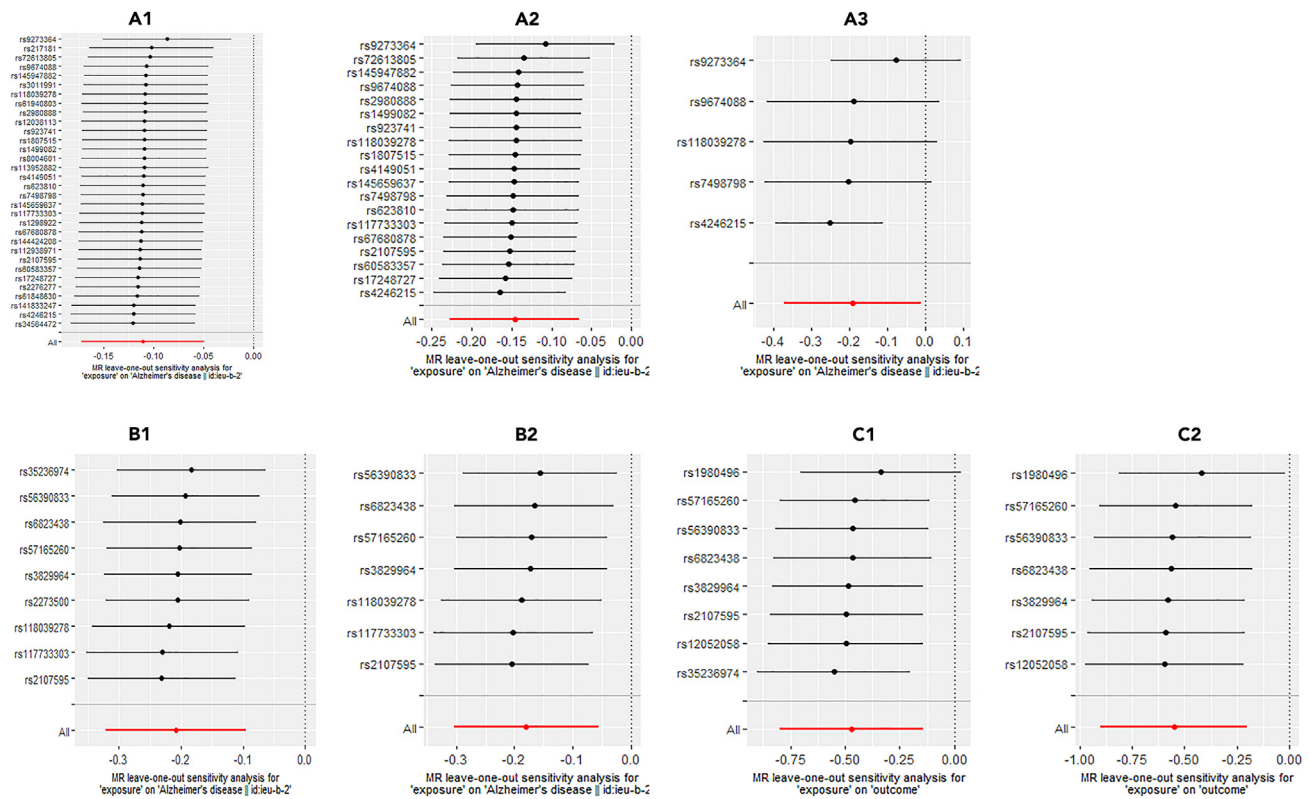 A1
rs9273364
rs217181
rs72613805
rs9674088
rs145947882
rs3011991
rs118039278
rs61940803
rs2980888
rs12038113
rs923741
rs1807515
rs1499082
rs8004601
rs113952882
rs4149051
rs623810
rs7498798
rs145659637
rs117733303
rs1298922
rs67680878
rs144424208
rs112938971
rs2107595
rs60583357
rs17248727
rs2276277
rs61848630
rs141833247
rs4246215
rs34564472
All
-0.15 -0.10 -0.05 0.00
MR leave-one-out sensitivity analysis for
'exposure' on 'Alzheimer's disease || id:ieu-b-2'
A2
rs9273364
rs72613805
rs145947882
rs9674088
rs2980888
rs1499082
rs923741
rs118039278
rs1807515
rs4149051
rs145659637
rs7498798
rs623810
rs117733303
rs67680878
rs2107595
rs60583357
rs17248727
rs4246215
All
-0.25 -0.20 -0.15 -0.10 -0.05 0.00
MR leave-one-out sensitivity analysis for
'exposure' on 'Alzheimer's disease || id:ieu-b-2
A3
rs9273364
rs9674088
rs118039278
rs7498798
rs4246215
All
-0.4 -0.3 -0.2 -0.1 0.0 0.1
MR leave-one-out sensitivity analysis for
'exposure' on 'Alzheimer's disease || id:ieu-b-2
B1
rs35236974
rs56390833
rs6823438
rs57165260
rs3829964
rs2273500
rs118039278
rs117733303
rs2107595
All
-0.3 -0.2 -0.1 0.0
MR leave-one-out sensitivity analysis for
'exposure' on 'Alzheimer's disease || id:ieu-b-2'
B2
rs56390833
rs6823438
rs57165260
rs3829964
rs118039278
rs117733303
rs2107595
All
-0.3 -0.2 -0.1 0.0
MR leave-one-out sensitivity analysis for
'exposure' on 'Alzheimer's disease || id:ieu-b-2
C1
rs1980496
rs57165260
rs56390833
rs6823438
rs3829964
rs2107595
rs12052058
rs35236974
All
-0.75 -0.50 -0.25 0.00
MR leave-one-out sensitivity analysis for
'exposure' on 'outcome'
C2
rs1980496
rs57165260
rs56390833
rs6823438
rs3829964
rs2107595
rs12052058
All
-1.00 -0.75 -0.50 -0.25 0.00
MR leave-one-out sensitivity analysis for
'exposure' on 'outcome'